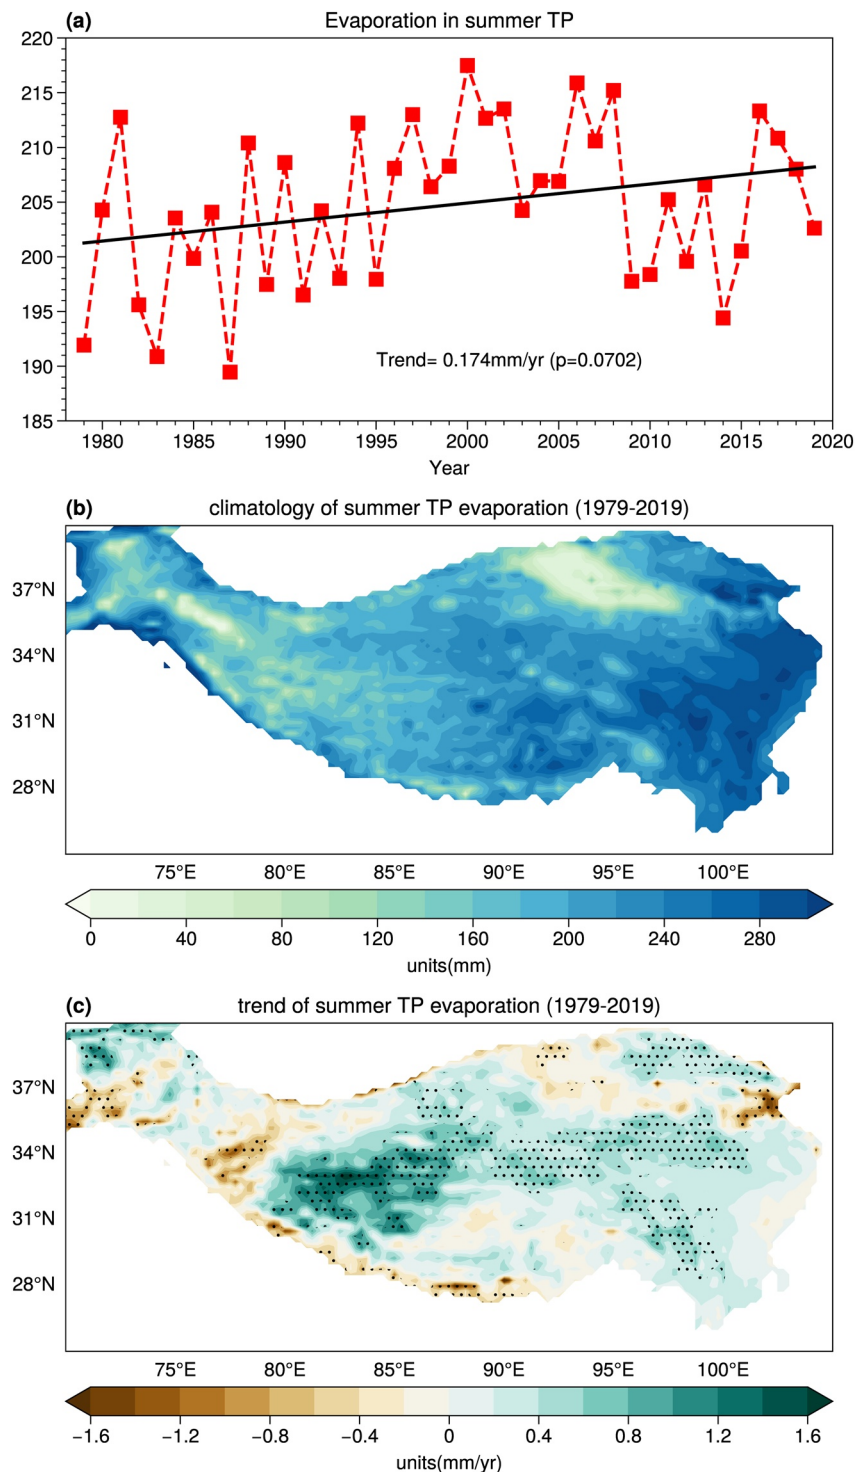 (a) Evaporation in summer TP
220
215
210
205
200
195
190
185
Trend= 0.174mm/yr (p=0.0702)
1980 1985 1990 1995 2000 2005 2010 2015 2020
Year
(b) climatology of summer TP evaporation (1979-2019)
37°N
34°N
31°N
28°N
75°E 80°E 85°E 90°E 95°E 100°E
0 40 80 120 160 200 240 280
units(mm)
(c) trend of summer TP evaporation (1979-2019)
37°N
34°N
31°N
28°N
75°E 80°E 85°E 90°E 95°E 100°E
−1.6 −1.2 −0.8 −0.4 0 0.4 0.8 1.2 1.6
units(mm/yr)